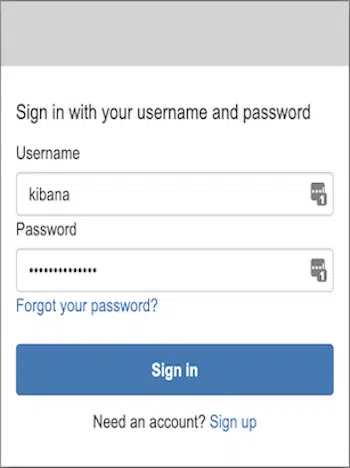 Sign in with your username and password
Username
kibana
Password
••••••••••••••
Forgot your password?
Sign in
Need an account? Sign up